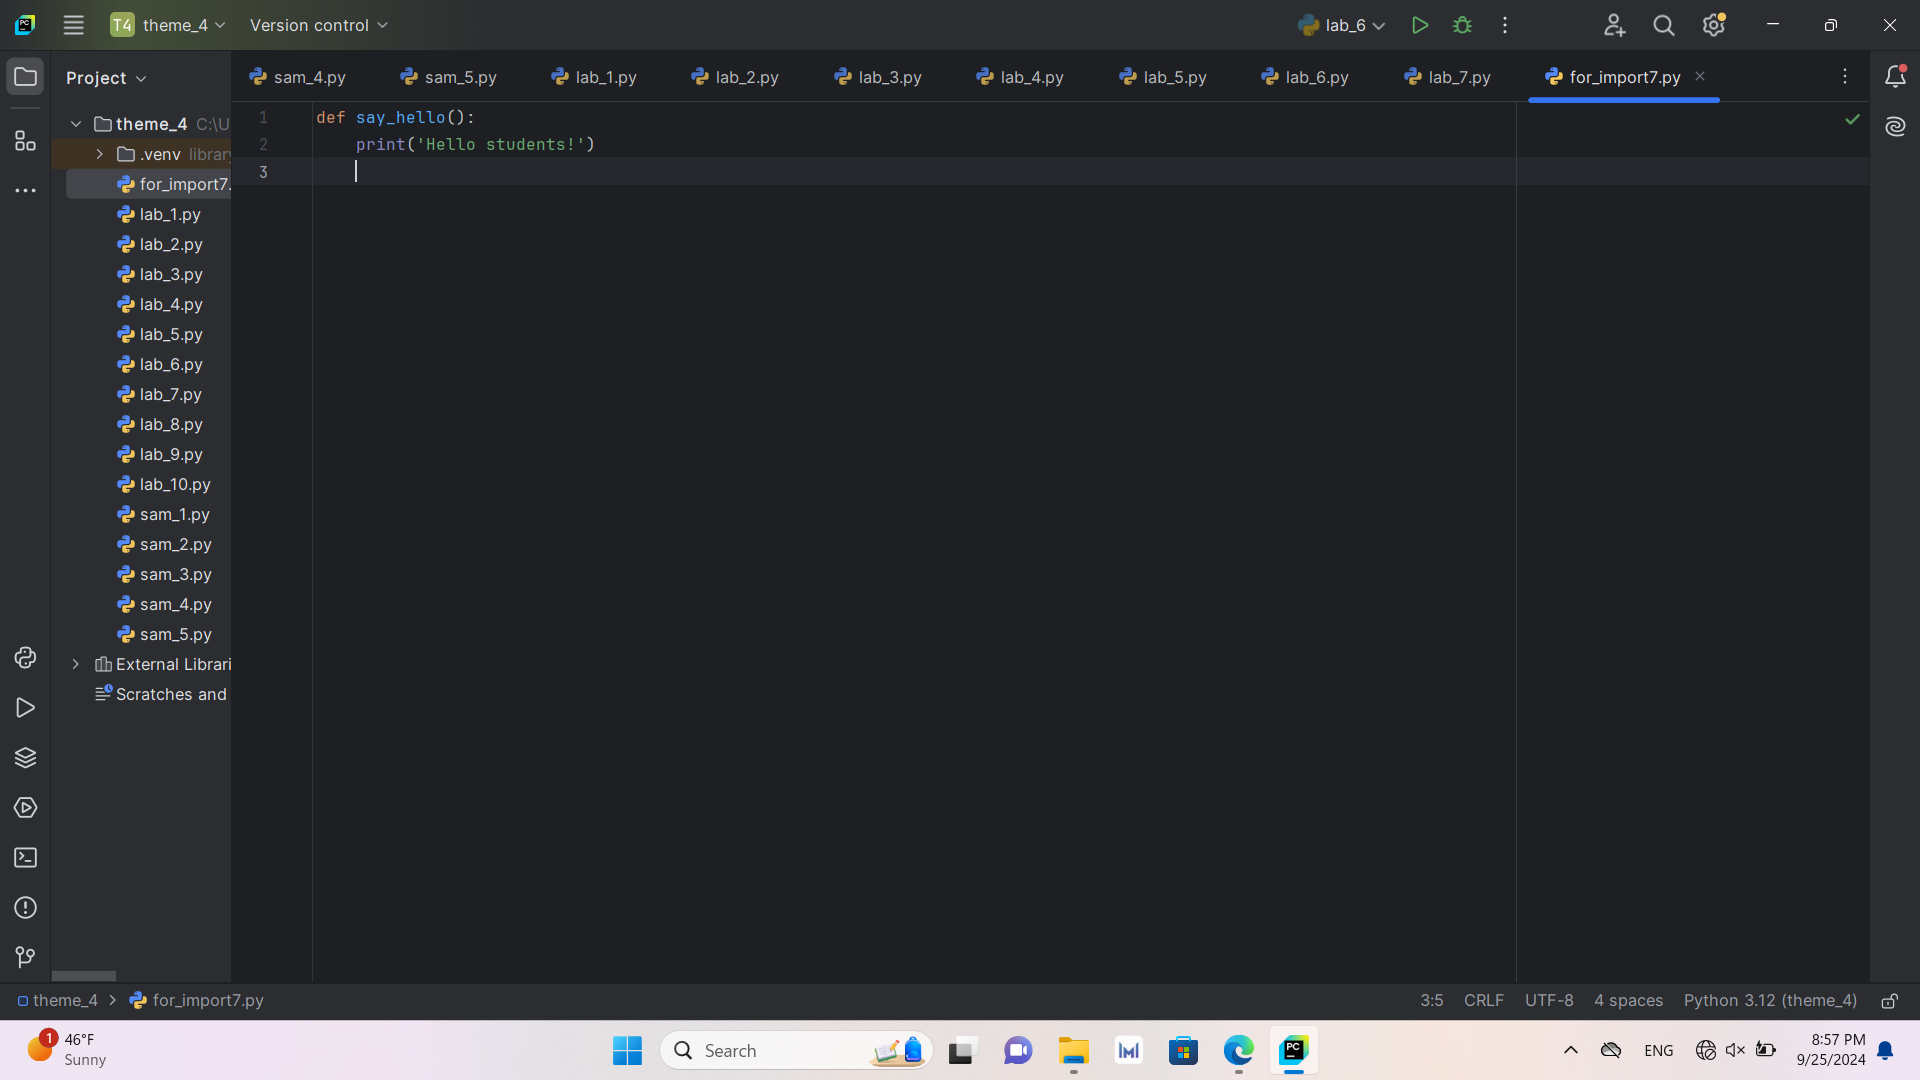 PC
T4 theme_4
Version control
lab_6
Project
sam_4.py
sam_5.py
lab_1.py
lab_2.py
lab_3.py
lab_4.py
lab_5.py
lab_6.py
lab_7.py
for_import7.py
theme_4 C:\U
.venv library
for_import7.
lab_1.py
lab_2.py
lab_3.py
lab_4.py
lab_5.py
lab_6.py
lab_7.py
lab_8.py
lab_9.py
lab_10.py
sam_1.py
sam_2.py
sam_3.py
sam_4.py
sam_5.py
External Librari
Scratches and
1 def say_hello():
2 print('Hello students!')
3
theme_4 > for_import7.py
3:5 CRLF UTF-8 4 spaces Python 3.12 (theme_4)
1
46°F
Sunny
Search
PC
ENG
8:57 PM
9/25/2024